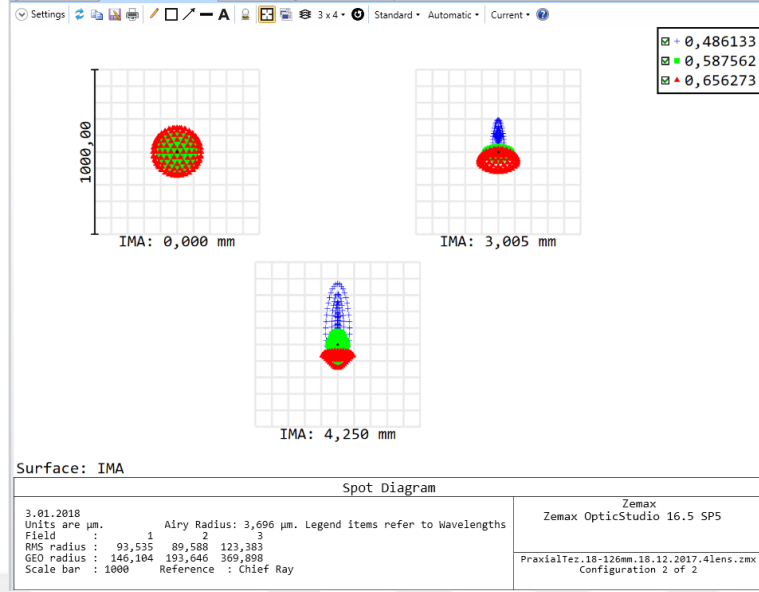 Settings 3 x 4 Standard Automatic Current
0,486133
0,587562
0,656273
1000,00
IMA: 0,000 mm
IMA: 3,005 mm
IMA: 4,250 mm
Surface: IMA
Spot Diagram
3.01.2018
Units are µm. Airy Radius: 3,696 µm. Legend items refer to Wavelengths
Field : 1 2 3
RMS radius : 93,535 89,588 123,383
GEO radius : 146,104 193,646 369,898
Scale bar : 1000 Reference : Chief Ray
Zemax
Zemax OpticStudio 16.5 SP5
PraxialTez.18-126mm.18.12.2017.4lens.zmx
Configuration 2 of 2